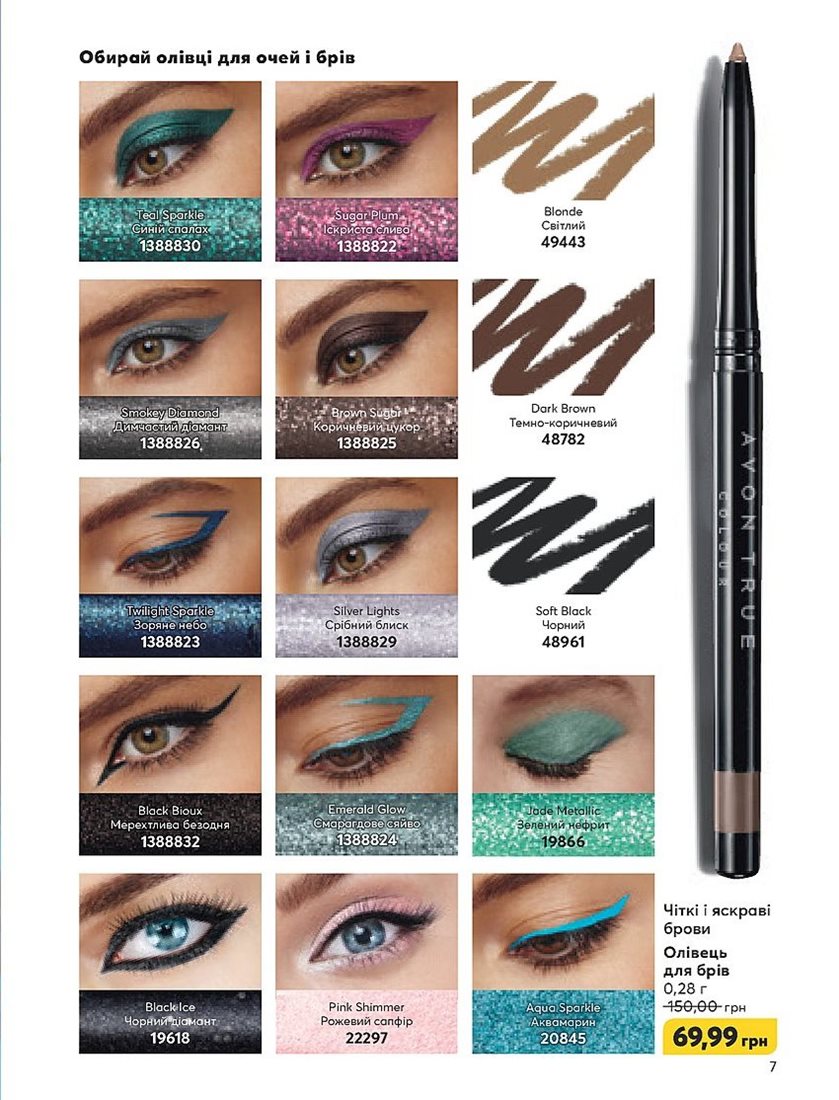 Обирай олівці для очей і брів
Teal Sparkle
Синій спалах
1388830
Sugar Plum
Іскриста слива
1388822
Blonde
Світлий
49443
Smokey Diamond
Димчастий діамант
1388826,
Brown Sugar
Коричневий цукор
1388825
Dark Brown
Темно-коричневий
48782
Twilight Sparkle
Зоряне небо
1388823
Silver Lights
Срібний блиск
1388829
Soft Black
Чорний
48961
Black Bioux
Мерехтлива безодня
1388832
Emerald Glow
Смарагдове сяйво
1388824
Jade Metallic
Зелений нефрит
19866
Black Ice
Чорний діамант
19618
Pink Shimmer
Рожевий сапфір
22297
Aqua Sparkle
Аквамарин
20845
AVON TRUE
COLOUR
Чіткі і яскраві
брови
Олівець
для брів
0,28 г
150,00 грн
69,99 грн
7